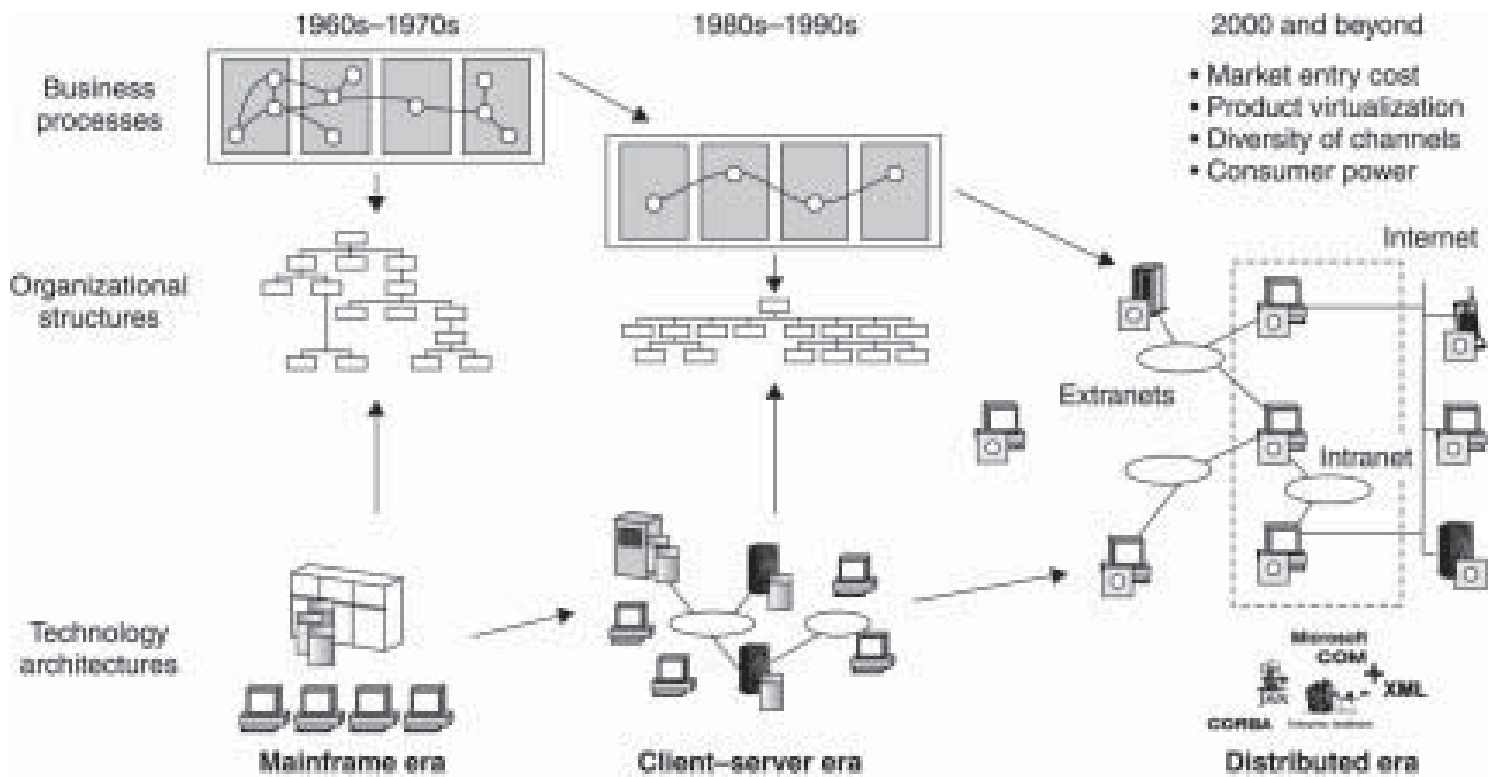 1960s–1970s
1980s–1990s
2000 and beyond
Business
processes
• Market entry cost
• Product virtualization
• Diversity of channels
• Consumer power
Internet
Organizational
structures
Extranets
Intranet
Technology
architectures
Microsoft
COM
+
XML
CORBA
Mainframe era
Client–server era
Distributed era